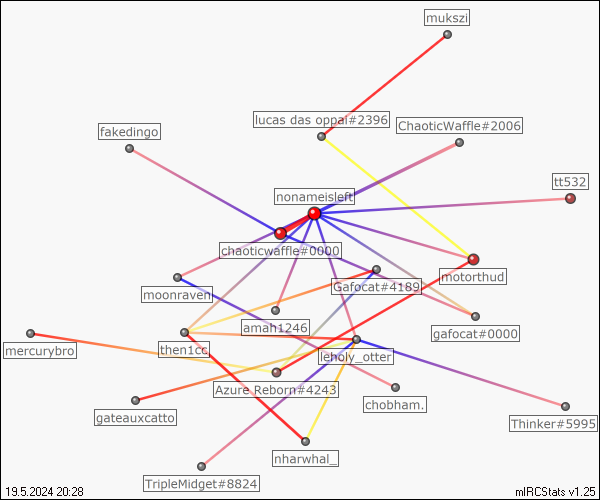 mukszi
lucas das oppai#2396
ChaoticWaffle#2006
fakedingo
tt532
nonameisleft
chaoticwaffle#0000
motorthud
Gafocat#4189
moonraven
amah1246
gafocat#0000
mercurybro
then1cc
leholy_otter
Azure Reborn#4243
chobham.
gateauxcatto
Thinker#5995
nharwhal_
TripleMidget#8824
19.5.2024 20:28
mIRCStats v1.25